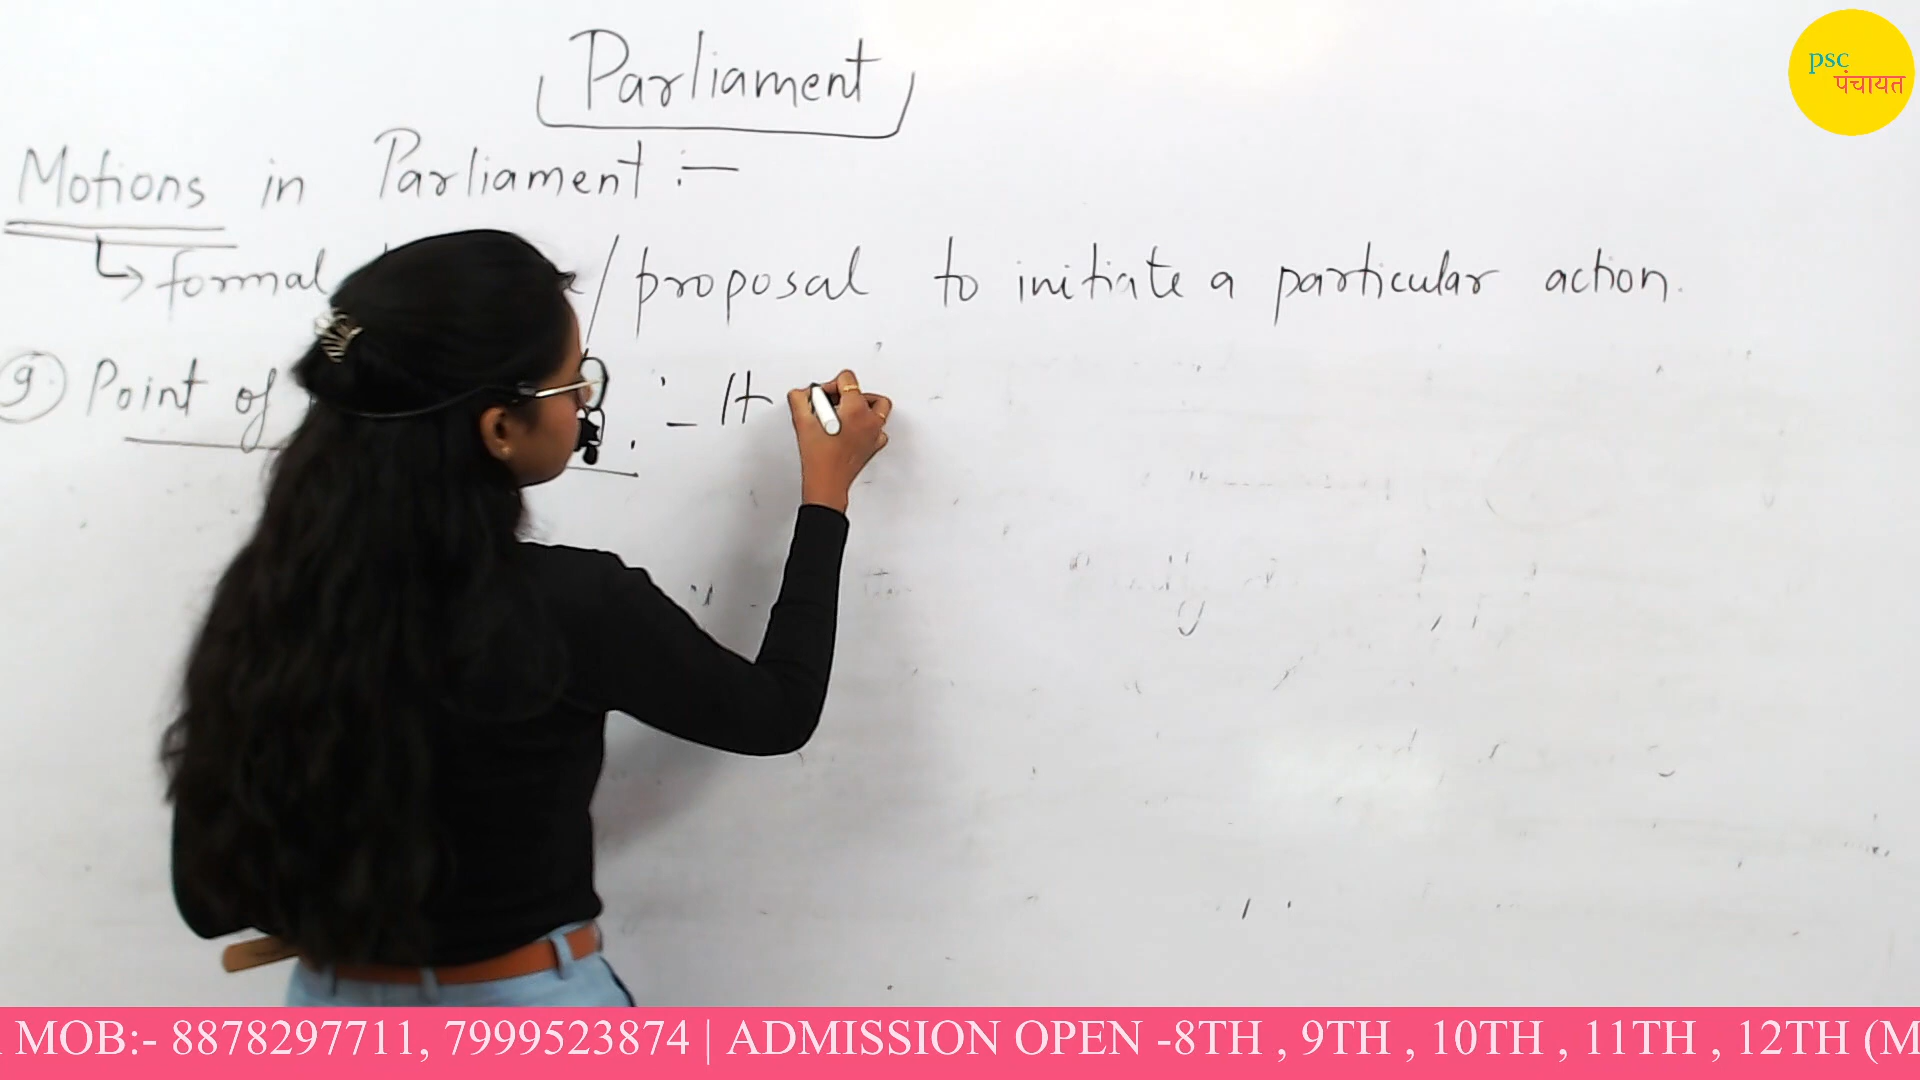 Parliament
psc
पंचायत
Motions in Parliament :-
↳ formal / proposal to initiate a particular action.
9) Point of :- It
MOB:- 8878297711, 7999523874 | ADMISSION OPEN -8TH , 9TH , 10TH , 11TH , 12TH (M